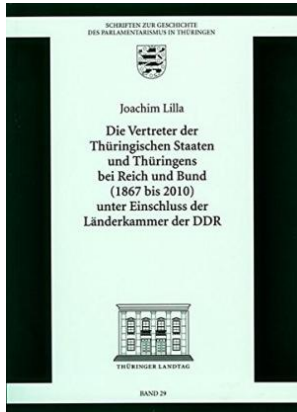 SCHRIFTEN ZUR GESCHICHTE
DES PARLAMENTARISMUS IN THÜRINGEN
Joachim Lilla
Die Vertreter der
Thüringischen Staaten
und Thüringens
bei Reich und Bund
(1867 bis 2010)
unter Einschluss der
Länderkammer der DDR
THÜRINGER LANDTAG
BAND 29